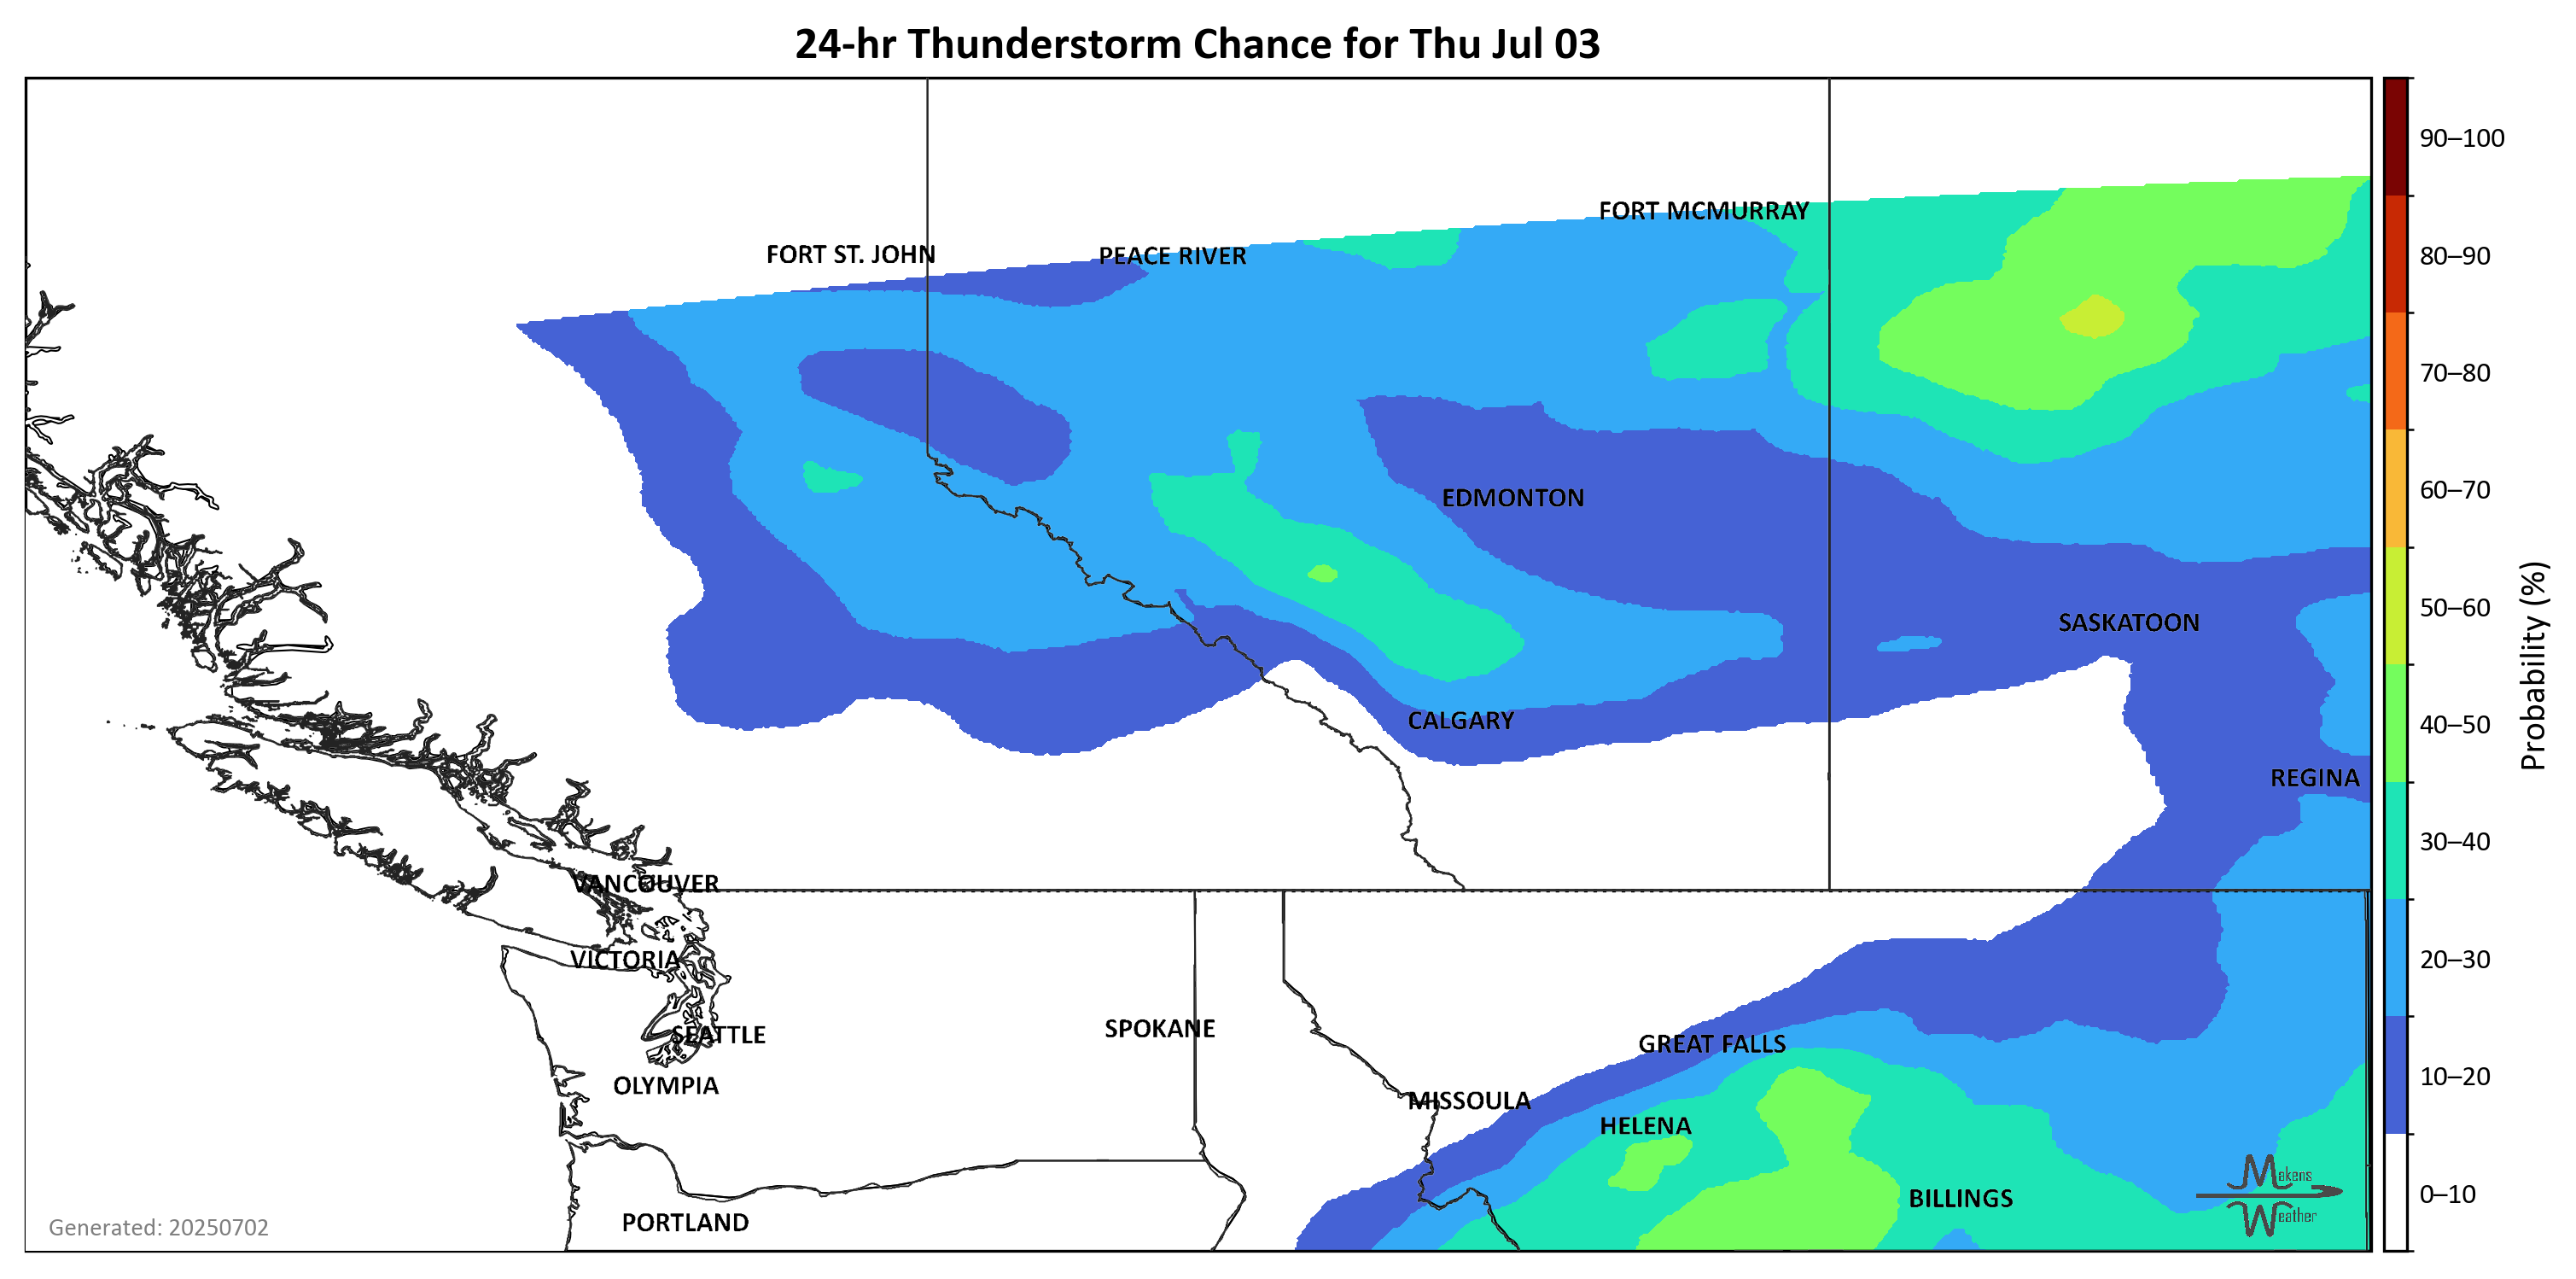 24-hr Thunderstorm Chance for Thu Jul 03
90–100
FORT MCMURRAY
FORT ST. JOHN
PEACE RIVER
80–90
70–80
60–70
EDMONTON
50–60
SASKATOON
Probability (%)
CALGARY
40–50
REGINA
30–40
VANCOUVER
VICTORIA
20–30
SPOKANE
SEATTLE
GREAT FALLS
10–20
OLYMPIA
MISSOULA
HELENA
Makens
Weather
BILLINGS
0–10
PORTLAND
Generated: 20250702